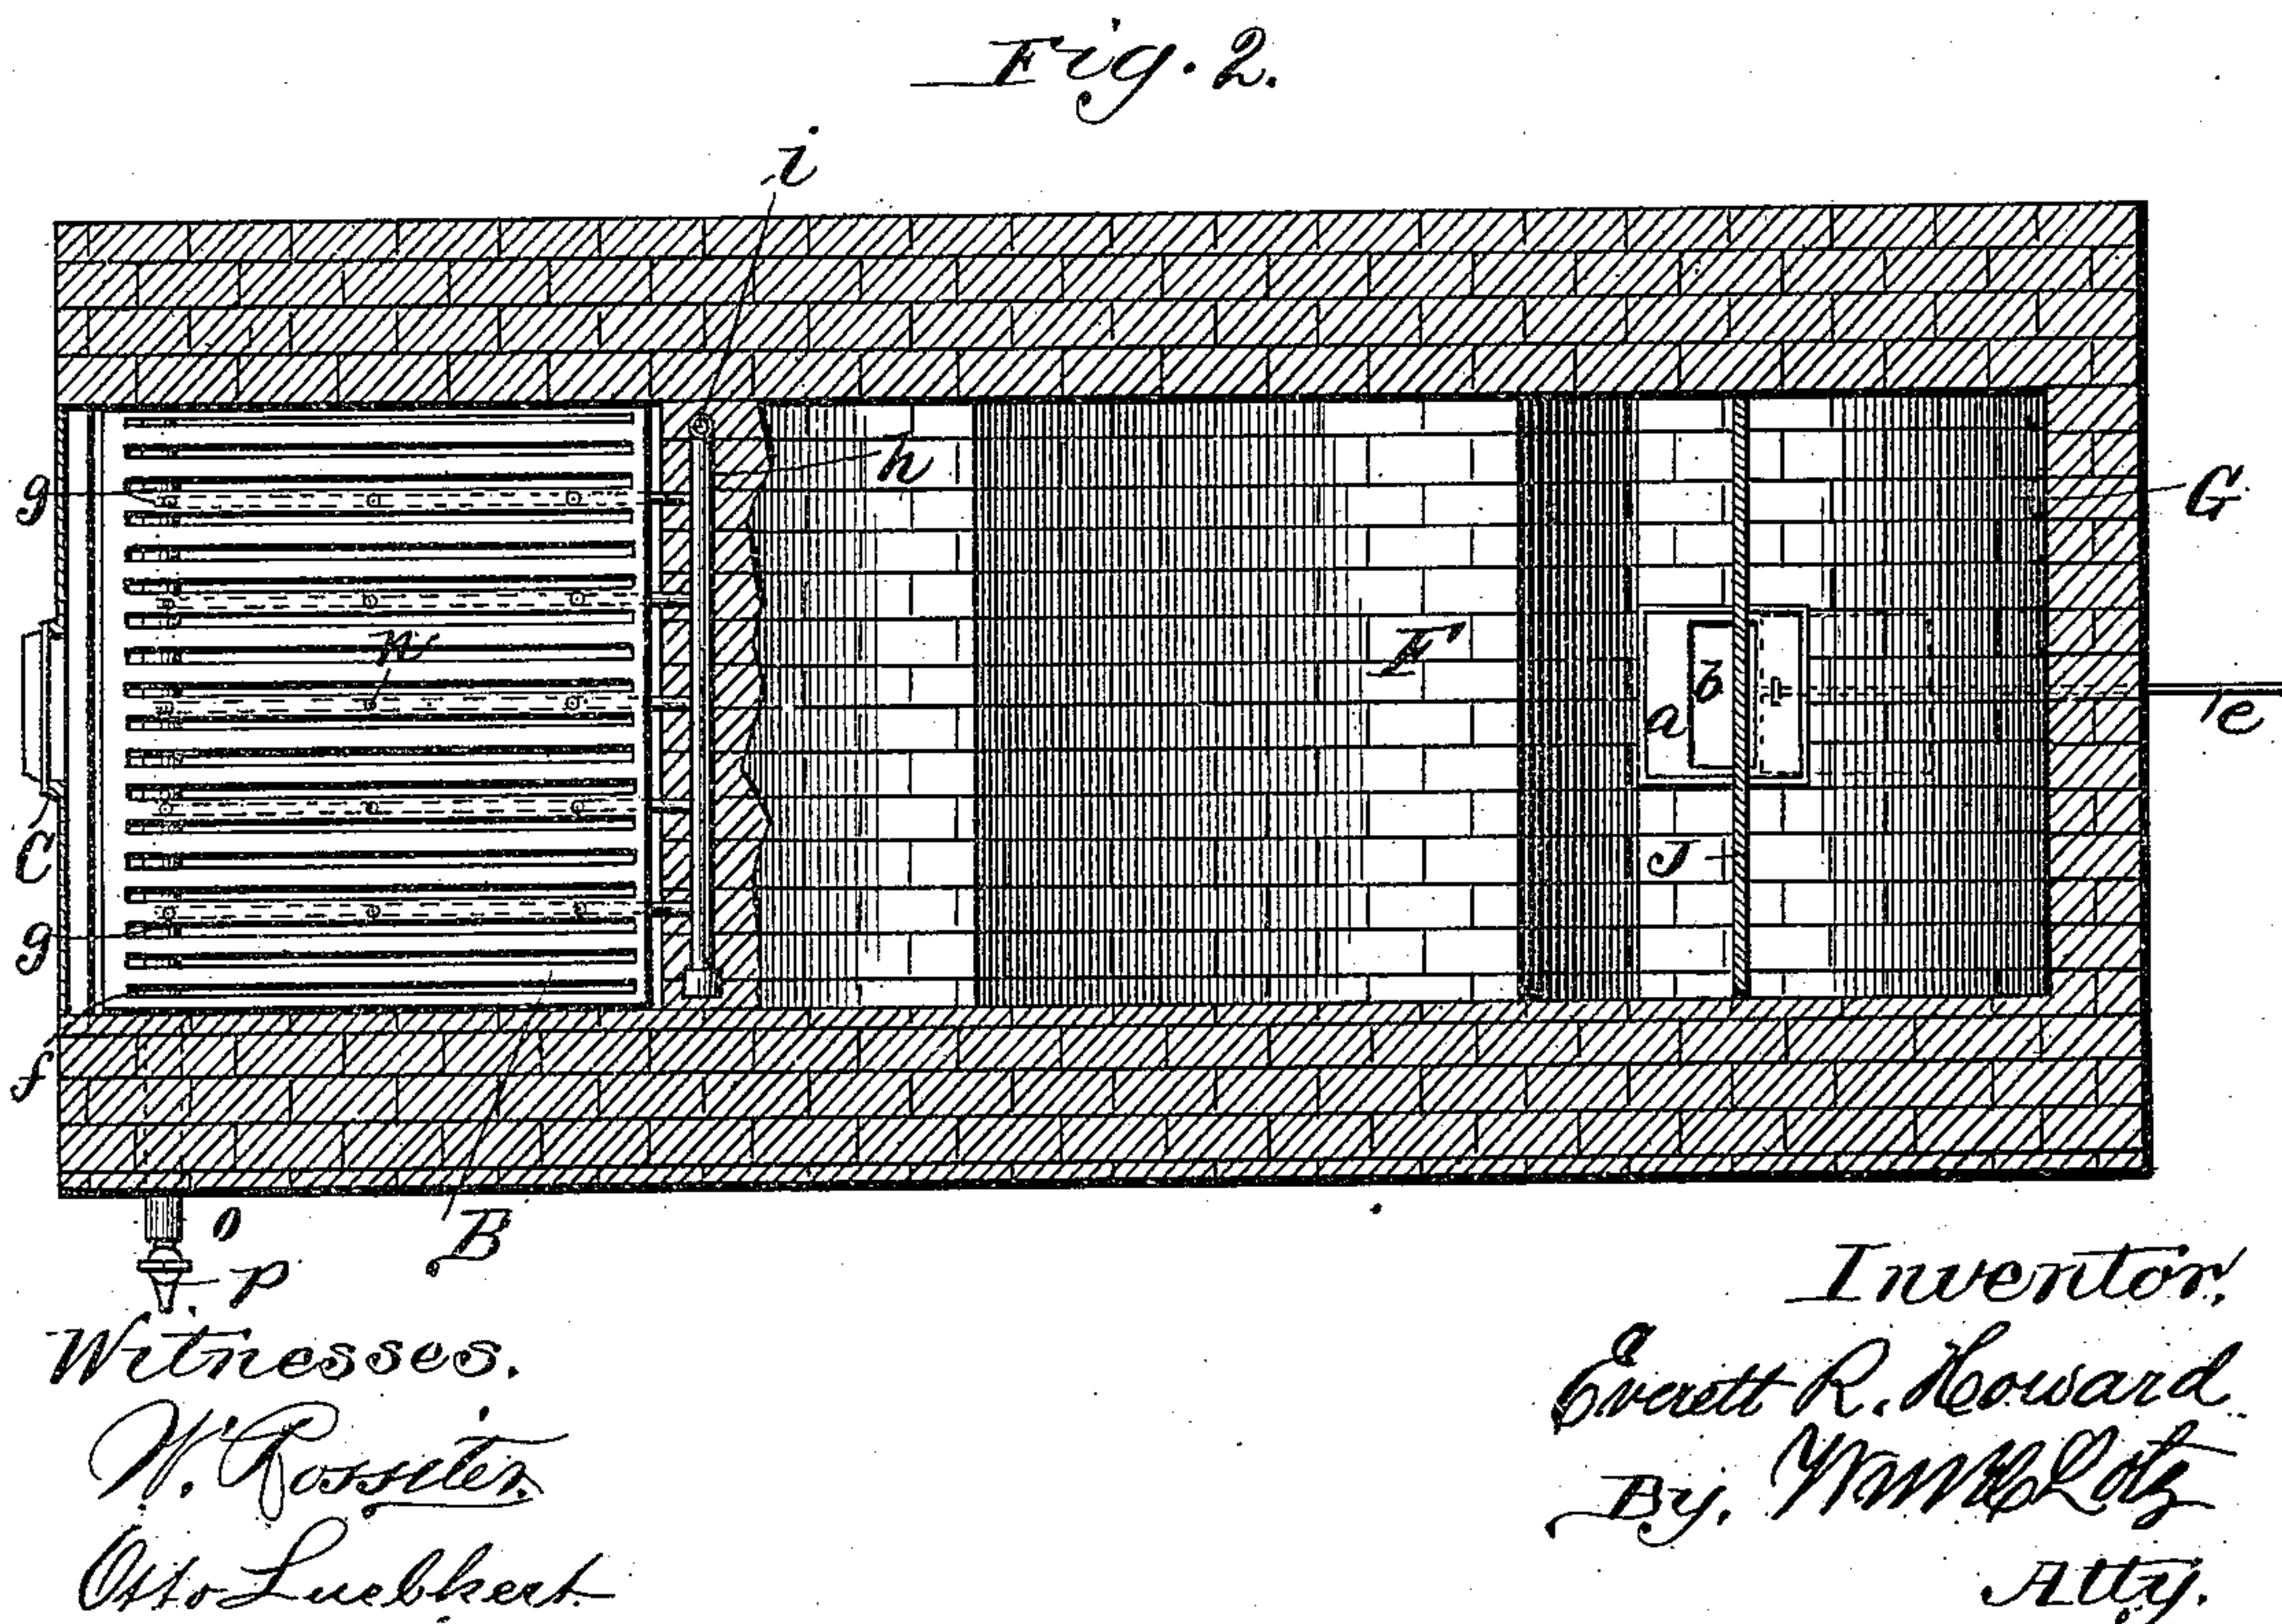 Fig. 2.
i
h
g
G
n
F
b
a
e
C
J
g
f
B
o
p
Inventor,
Witnesses.
Everett R. Howard
W. Rossiter
By, Wm H Lotz
Otto Luebkert
Atty.